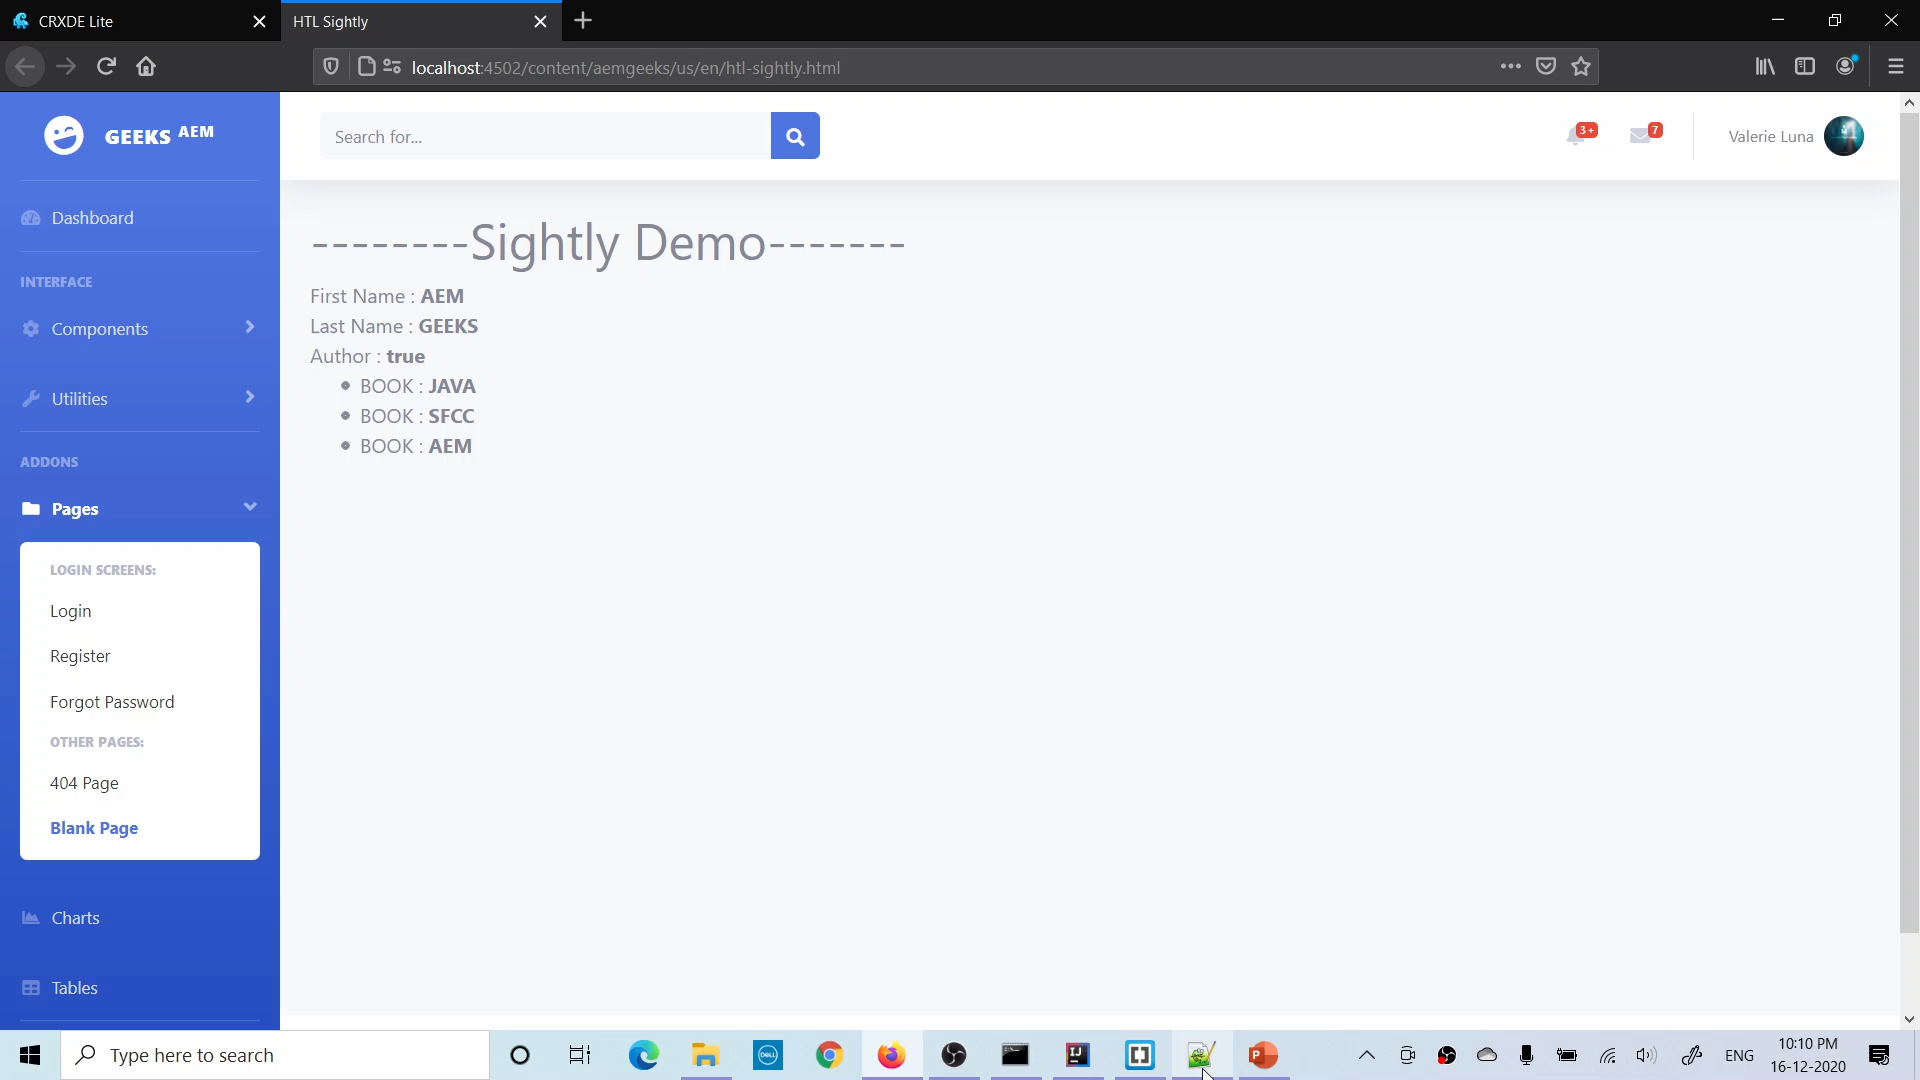 CRXDE Lite
HTL Sightly
localhost:4502/content/aemgeeks/us/en/htl-sightly.html
GEEKS AEM
Search for...
3+
7
Valerie Luna
Dashboard
INTERFACE
Components
Utilities
ADDONS
Pages
LOGIN SCREENS:
Login
Register
Forgot Password
OTHER PAGES:
404 Page
Blank Page
Charts
Tables
--------Sightly Demo-------
First Name : AEM
Last Name : GEEKS
Author : true
BOOK : JAVA
BOOK : SFCC
BOOK : AEM
Type here to search
DELL
IJ
P
ENG
10:10 PM
16-12-2020